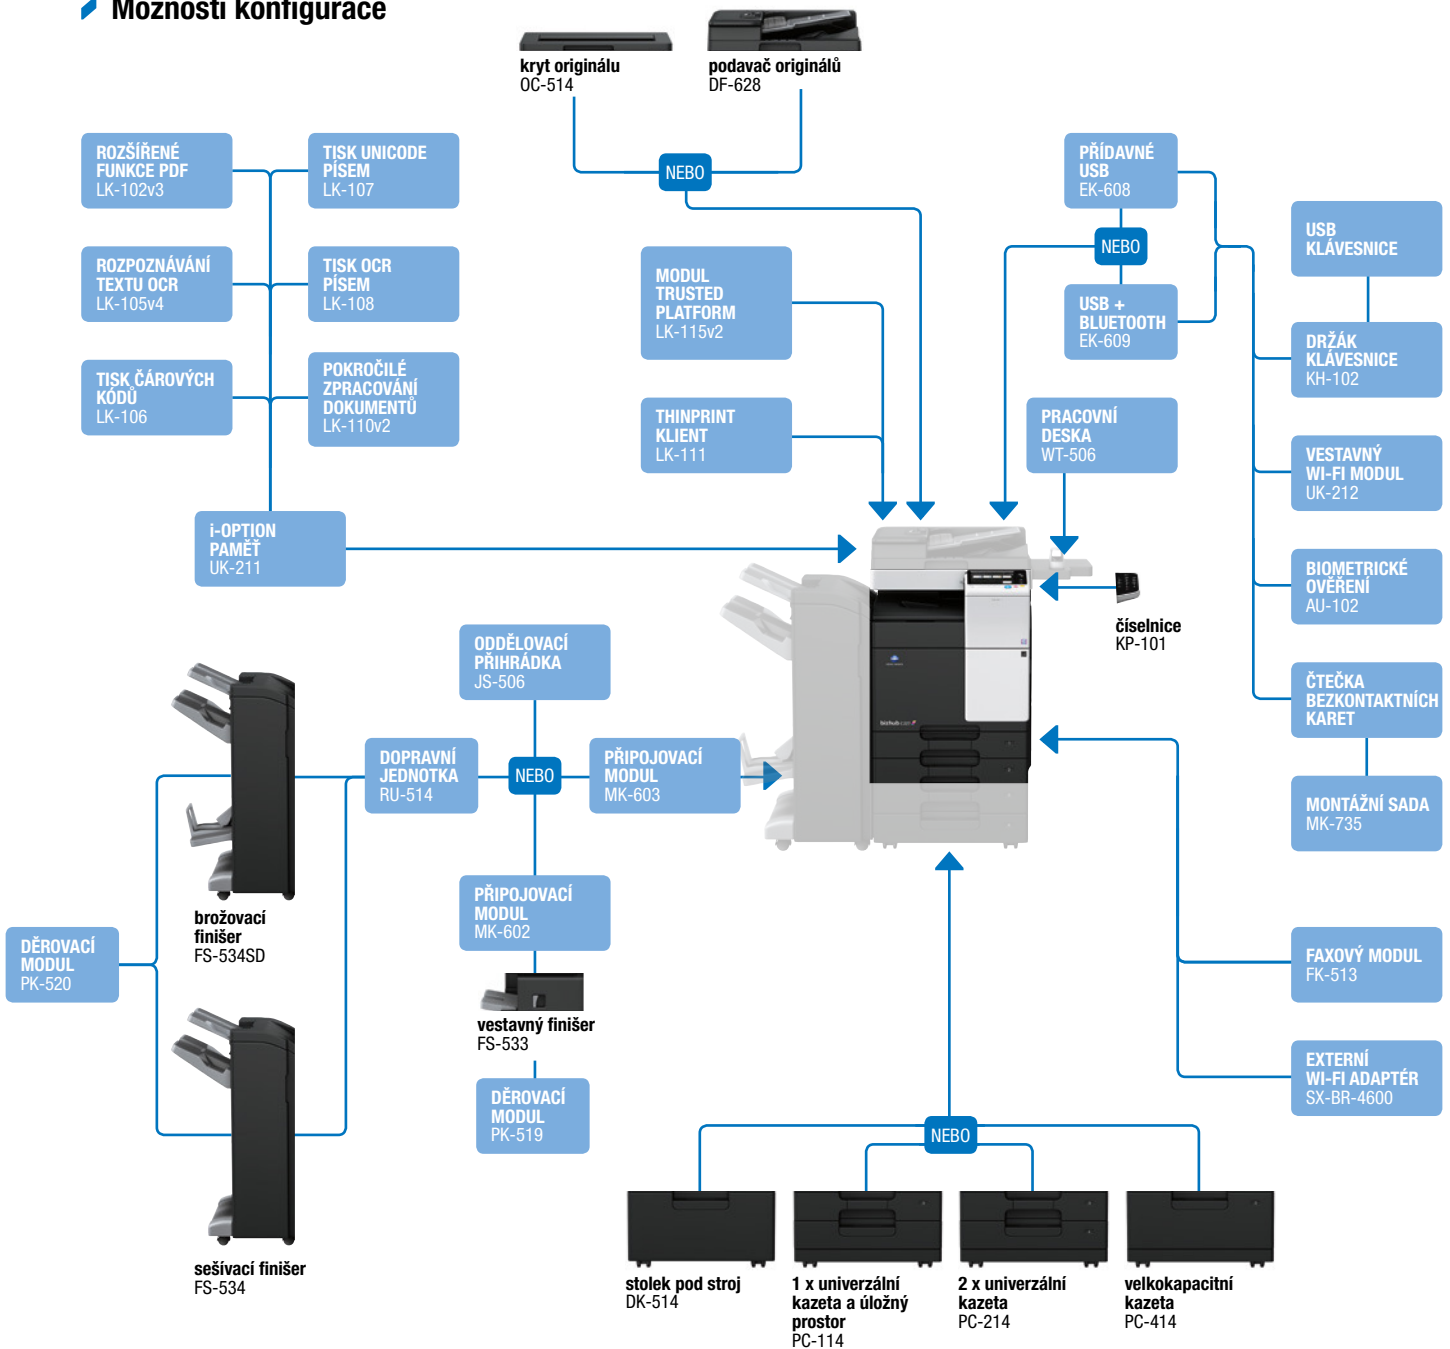 Možnosti konfigurace
kryt originálu
OC-514
podavač originálů
DF-628
NEBO
ROZŠÍŘENÉ
FUNKCE PDF
LK-102v3
TISK UNICODE
PÍSEM
LK-107
ROZPOZNÁVÁNÍ
TEXTU OCR
LK-105v4
TISK OCR
PÍSEM
LK-108
TISK ČÁROVÝCH
KÓDŮ
LK-106
POKROČILÉ
ZPRACOVÁNÍ
DOKUMENTŮ
LK-110v2
i-OPTION
PAMĚŤ
UK-211
MODUL
TRUSTED
PLATFORM
LK-115v2
THINPRINT
KLIENT
LK-111
PŘÍDAVNÉ
USB
EK-608
NEBO
USB +
BLUETOOTH
EK-609
PRACOVNÍ
DESKA
WT-506
USB
KLÁVESNICE
DRŽÁK
KLÁVESNICE
KH-102
VESTAVNÝ
WI-FI MODUL
UK-212
BIOMETRICKÉ
OVĚŘENÍ
AU-102
ČTEČKA
BEZKONTAKTNÍCH
KARET
MONTÁŽNÍ SADA
MK-735
číselnice
KP-101
bizhub
ODDĚLOVACÍ
PŘIHRÁDKA
JS-506
DOPRAVNÍ
JEDNOTKA
RU-514
NEBO
PŘIPOJOVACÍ
MODUL
MK-603
PŘIPOJOVACÍ
MODUL
MK-602
vestavný finišer
FS-533
DĚROVACÍ
MODUL
PK-519
brožovací
finišer
FS-534SD
DĚROVACÍ
MODUL
PK-520
sešívací finišer
FS-534
FAXOVÝ MODUL
FK-513
EXTERNÍ
WI-FI ADAPTÉR
SX-BR-4600
NEBO
stolek pod stroj
DK-514
1 x univerzální
kazeta a úložný
prostor
PC-114
2 x univerzální
kazeta
PC-214
velkokapacitní
kazeta
PC-414